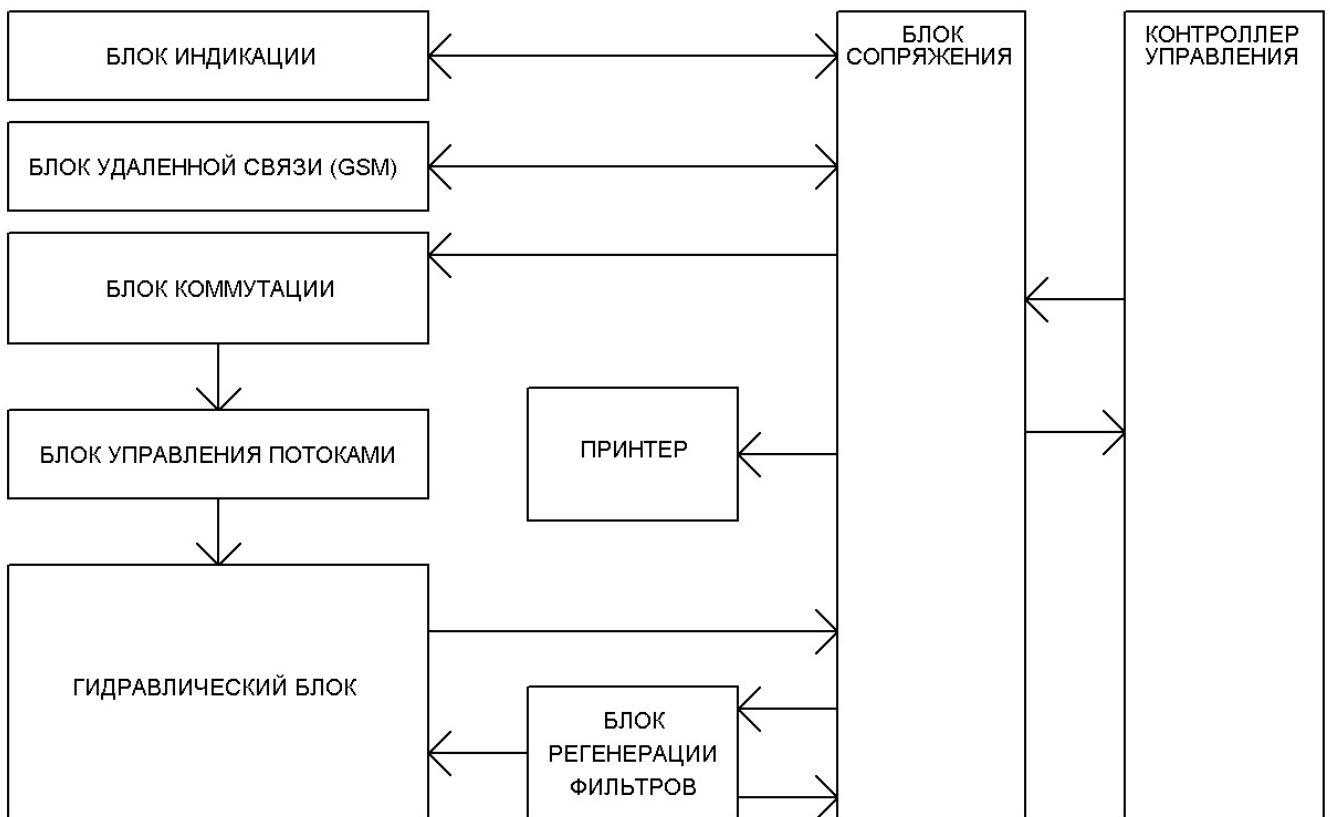 БЛОК ИНДИКАЦИИ
БЛОК УДАЛЕННОЙ СВЯЗИ (GSM)
БЛОК КОММУТАЦИИ
БЛОК УПРАВЛЕНИЯ ПОТОКАМИ
ГИДРАВЛИЧЕСКИЙ БЛОК
ПРИНТЕР
БЛОК
РЕГЕНЕРАЦИИ
ФИЛЬТРОВ
БЛОК
СОПРЯЖЕНИЯ
КОНТРОЛЛЕР
УПРАВЛЕНИЯ